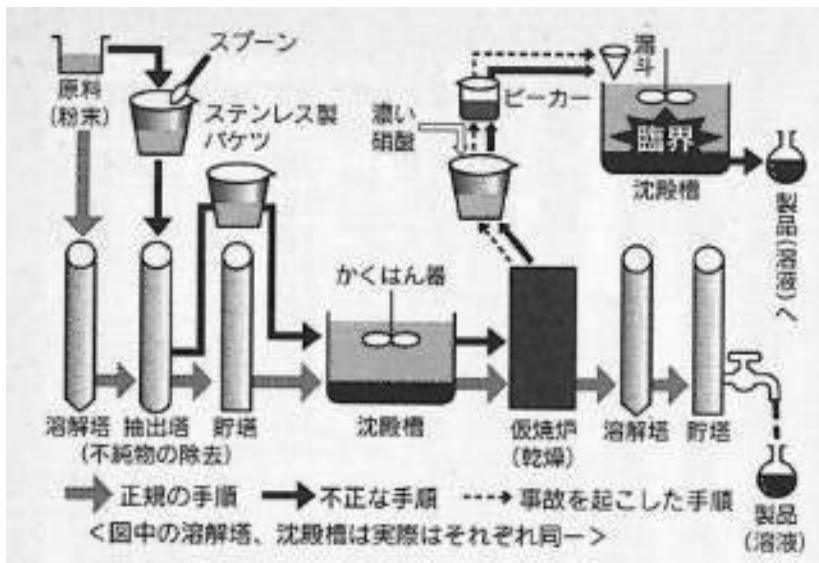 スプーン
原料
(粉末)
ステンレス製
バケツ
濃い
硝酸
ビーカー
漏斗
臨界
沈殿槽
製品(溶液)へ
かくはん器
溶解塔
抽出塔
(不純物の除去)
貯塔
沈殿槽
仮焼炉
(乾燥)
溶解塔
貯塔
製品
(溶液)
正規の手順
不正な手順
事故を起こした手順
<図中の溶解塔、沈殿槽は実際はそれぞれ同一>